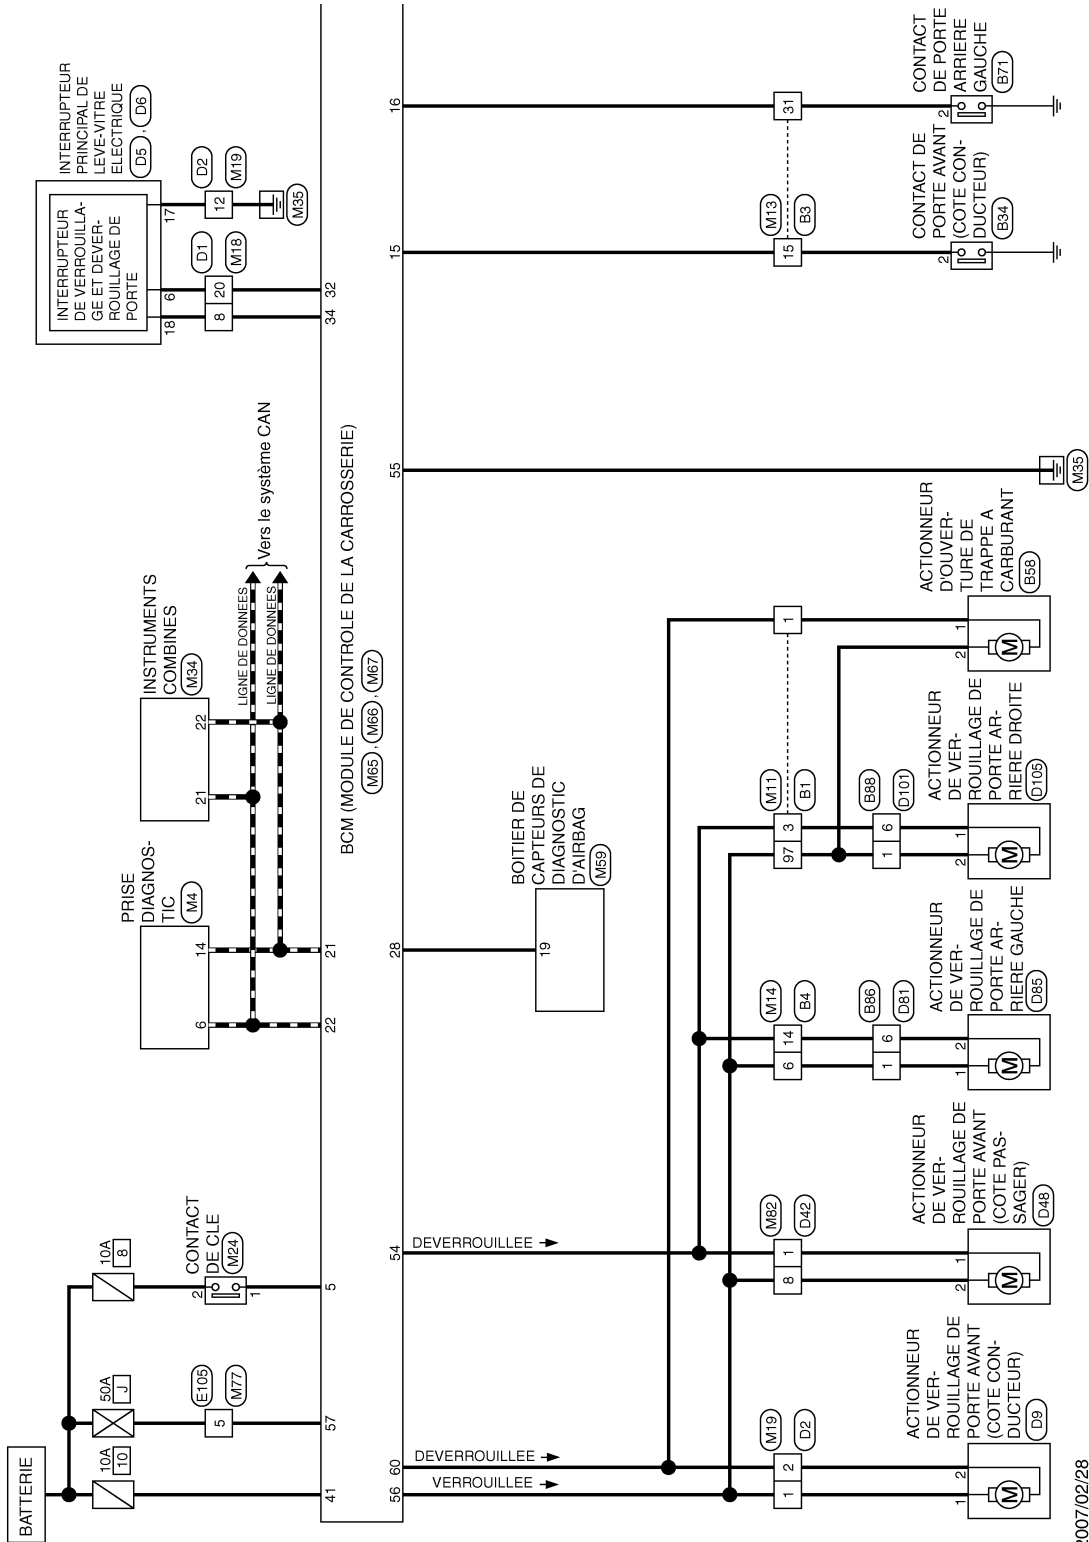 BATTERIE
10A
10
50A
J
10A
8
E105
M77
5
CONTACT
DE CLE
M24
2
1
41
57
5
PRISE
DIAGNOS-
TIC
M4
6
14
22
21
INSTRUMENTS
COMBINES
M34
21
22
LIGNE DE DONNEES
LIGNE DE DONNEES
Vers le système CAN
INTERRUPTEUR
PRINCIPAL DE
LEVE-VITRE
ELECTRIQUE
D5 , D6
INTERRUPTEUR
DE VERROUILLA-
GE ET DEVER-
ROUILLAGE DE
PORTE
18
6
17
D1
M18
8
20
D2
M19
12
M35
34
32
BCM (MODULE DE CONTROLE DE LA CARROSSERIE)
M65 , M66 , M67
56
60
54
28
55
15
16
VERROUILLEE
DEVERROUILLEE
DEVERROUILLEE
BOITIER DE
CAPTEURS DE
DIAGNOSTIC
D'AIRBAG
M59
19
M19
D2
1
2
M82
D42
8
1
M14
B4
6
14
B86
D81
1
6
M11
B1
97
3
1
B88
D101
1
6
M13
B3
15
31
ACTIONNEUR
DE VER-
ROUILLAGE DE
PORTE AVANT
(COTE CON-
DUCTEUR)
D9
1
2
M
ACTIONNEUR
DE VER-
ROUILLAGE DE
PORTE AVANT
(COTE PAS-
SAGER)
D48
2
1
M
ACTIONNEUR
DE VER-
ROUILLAGE DE
PORTE AR-
RIERE GAUCHE
D85
1
2
M
ACTIONNEUR
DE VER-
ROUILLAGE DE
PORTE AR-
RIERE DROITE
D105
2
1
M
ACTIONNEUR
D'OUVER-
TURE DE
TRAPPE A
CARBURANT
B58
2
1
M
M35
CONTACT DE
PORTE AVANT
(COTE CON-
DUCTEUR)
B34
2
CONTACT
DE PORTE
ARRIERE
GAUCHE
B71
2
2007/02/28